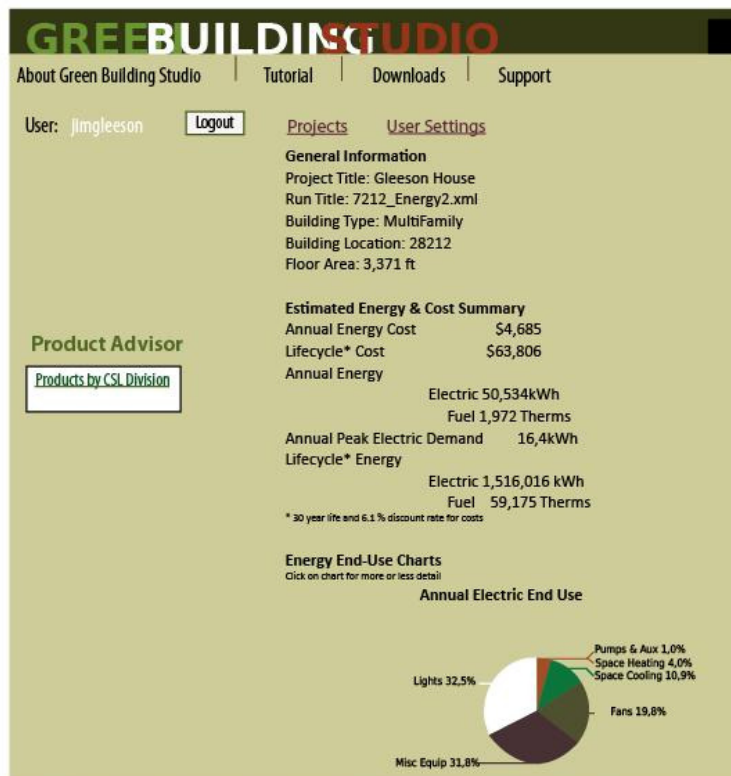 GREENBUILDINGSTUDIO
About Green Building Studio Tutorial Downloads Support
User: jimgleeson Logout Projects User Settings
General Information
Project Title: Gleeson House
Run Title: 7212_Energy2.xml
Building Type: MultiFamily
Building Location: 28212
Floor Area: 3,371 ft
Product Advisor
Products by CSL Division
Estimated Energy & Cost Summary
Annual Energy Cost $4,685
Lifecycle* Cost $63,806
Annual Energy
Electric 50,534kWh
Fuel 1,972 Therms
Annual Peak Electric Demand 16,4kWh
Lifecycle* Energy
Electric 1,516,016 kWh
Fuel 59,175 Therms
* 30 year life and 6.1 % discount rate for costs
Energy End-Use Charts
Click on chart for more or less detail
Annual Electric End Use
Pumps & Aux 1,0%
Space Heating 4,0%
Space Cooling 10,9%
Lights 32,5%
Fans 19,8%
Misc Equip 31,8%